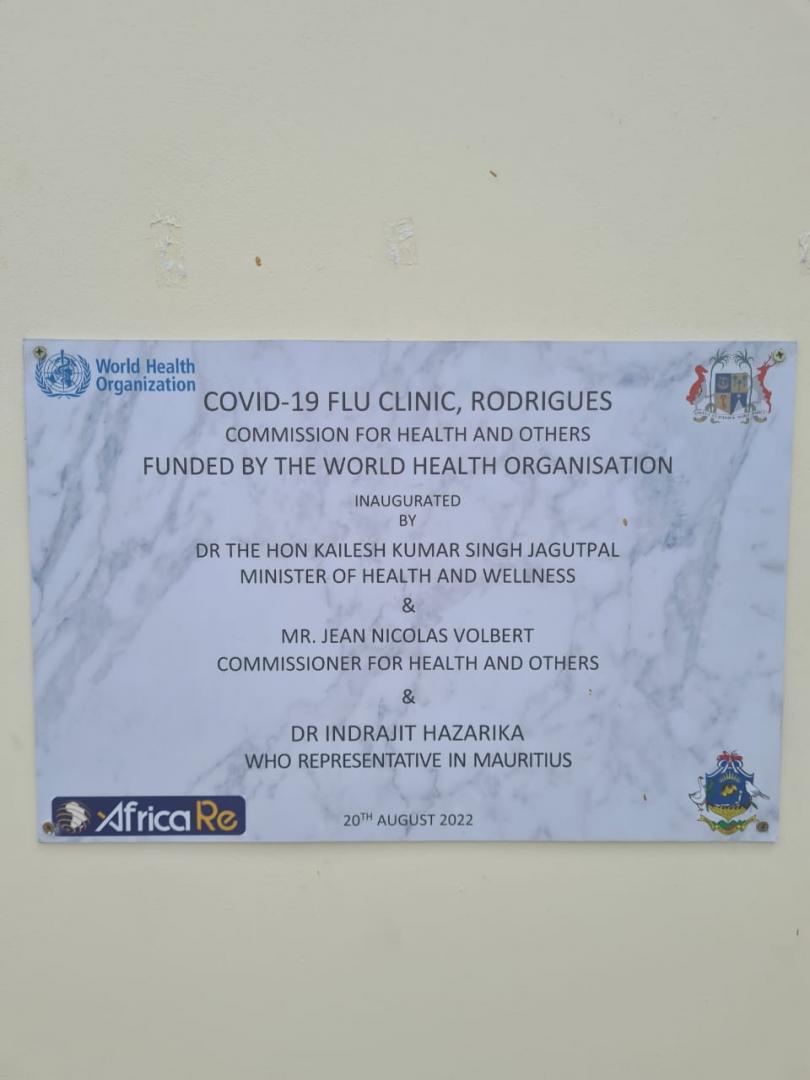 World Health
Organization
COVID-19 FLU CLINIC, RODRIGUES
COMMISSION FOR HEALTH AND OTHERS
FUNDED BY THE WORLD HEALTH ORGANISATION
INAUGURATED
BY
DR THE HON KAILESH KUMAR SINGH JAGUTPAL
MINISTER OF HEALTH AND WELLNESS
&
MR. JEAN NICOLAS VOLBERT
COMMISSIONER FOR HEALTH AND OTHERS
&
DR INDRAJIT HAZARIKA
WHO REPRESENTATIVE IN MAURITIUS
AfricaRe
20TH AUGUST 2022